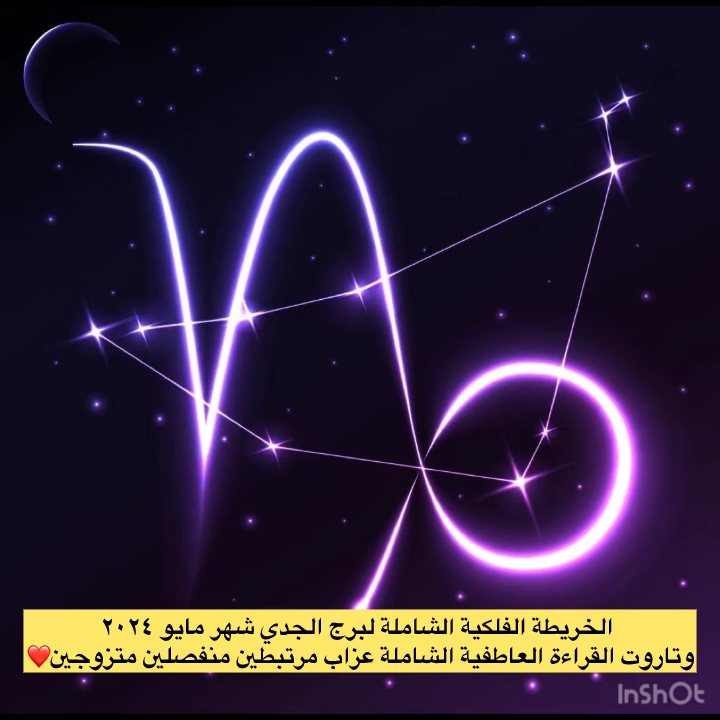 الخريطة الفلكية الشاملة لبرج الجدي شهر مايو ٢٠٢٤
وتاروت القراءة العاطفية الشاملة عزاب مرتبطين منفصلين متزوجين❤️
InShOt